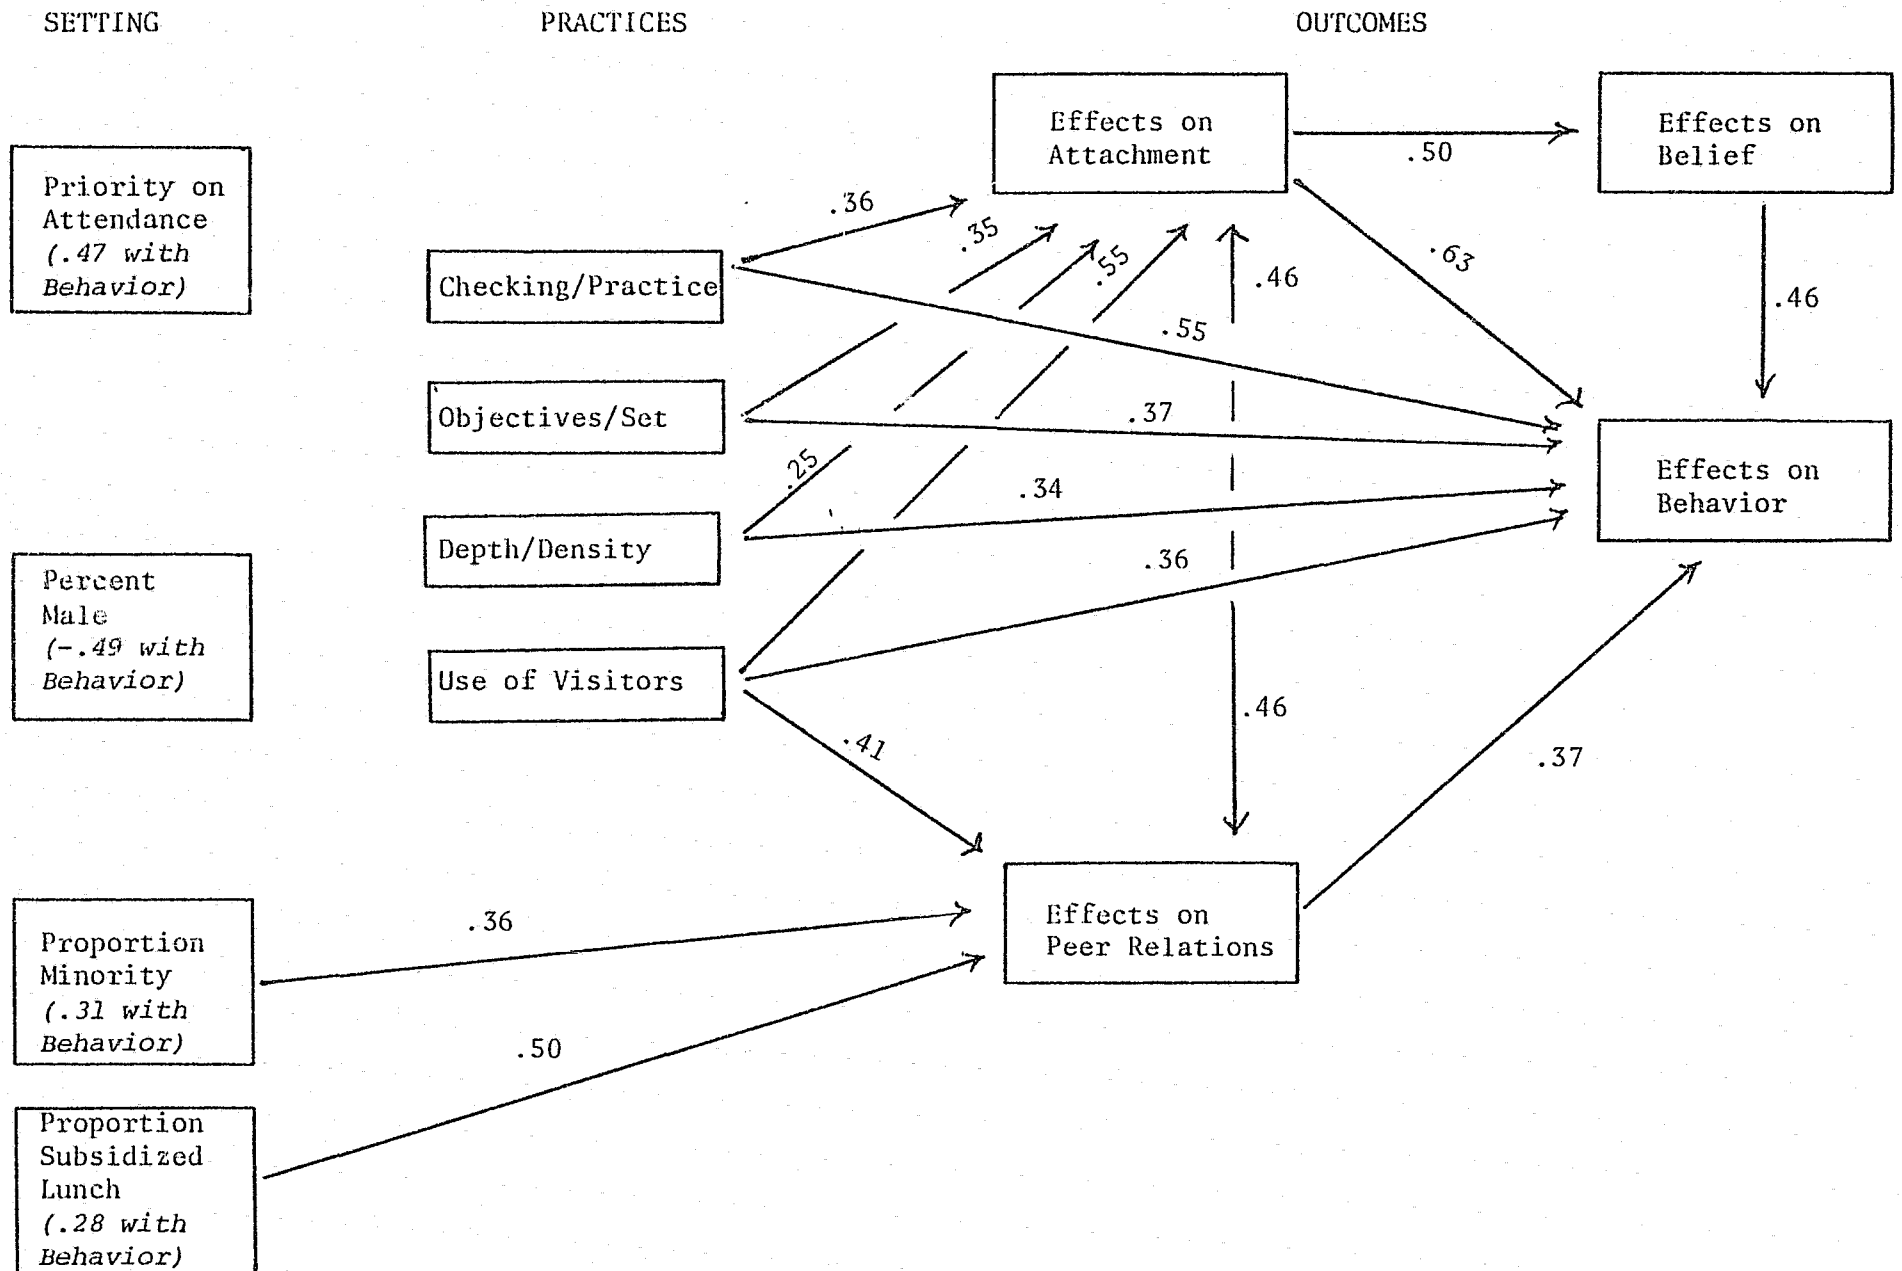 SETTING
PRACTICES
OUTCOMES
Effects on
Attachment
.50
Effects on
Belief
Priority on
Attendance
(.47 with
Behavior)
.36
.35
.55
.46
.63
.46
Checking/Practice
.55
Objectives/Set
.37
.25
.34
Effects on
Behavior
Depth/Density
.36
Percent
Male
(-.49 with
Behavior)
Use of Visitors
.41
.46
.37
Proportion
Minority
(.31 with
Behavior)
.36
Effects on
Peer Relations
.50
Proportion
Subsidized
Lunch
(.28 with
Behavior)